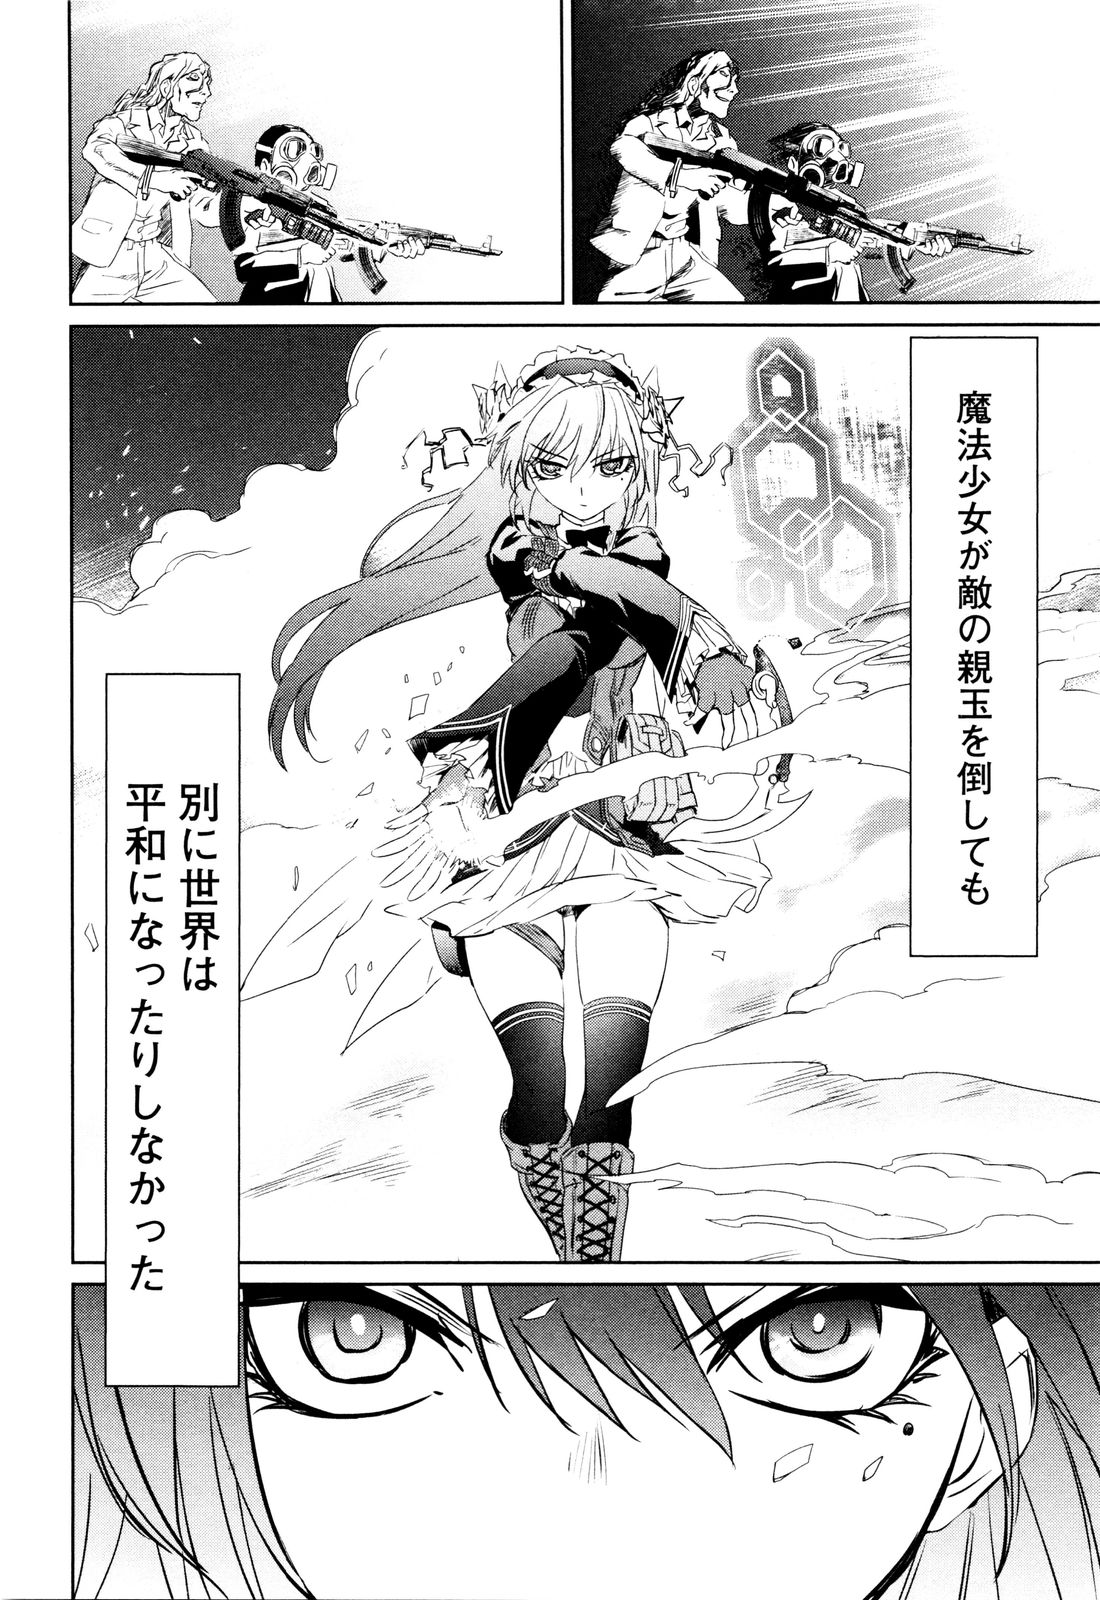 魔法少女が敵の親玉を倒しても
別に世界は
平和になったりしなかった